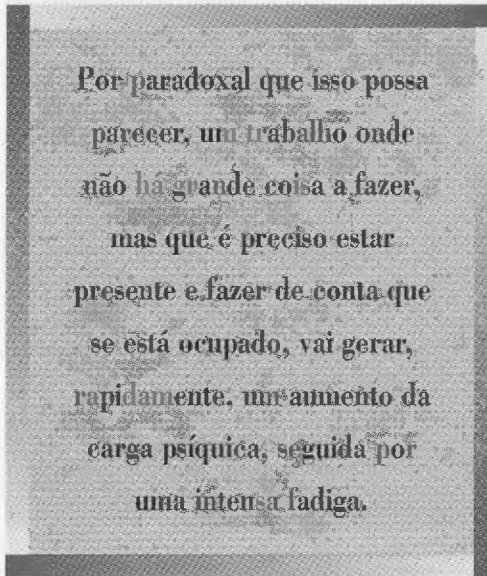 Por paradoxal que isso possa
parecer, um trabalho onde
não há grande coisa a fazer,
mas que é preciso estar
presente e fazer de conta que
se está ocupado, vai gerar,
rapidamente, um aumento da
carga psíquica, seguida por
uma intensa fadiga.